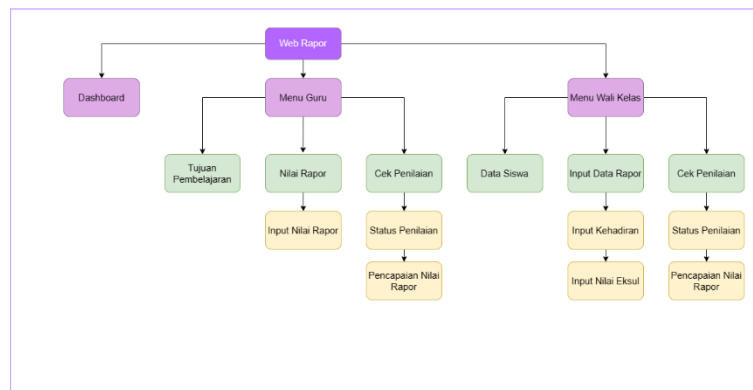 Web Rapor
Dashboard
Menu Guru
Menu Wali Kelas
Tujuan
Pembelajaran
Nilai Rapor
Cek Penilaian
Data Siswa
Input Data Rapor
Cek Penilaian
Input Nilai Rapor
Status Penilaian
Input Kehadiran
Status Penilaian
Pencapaian Nilai
Rapor
Input Nilai Eksul
Pencapaian Nilai
Rapor